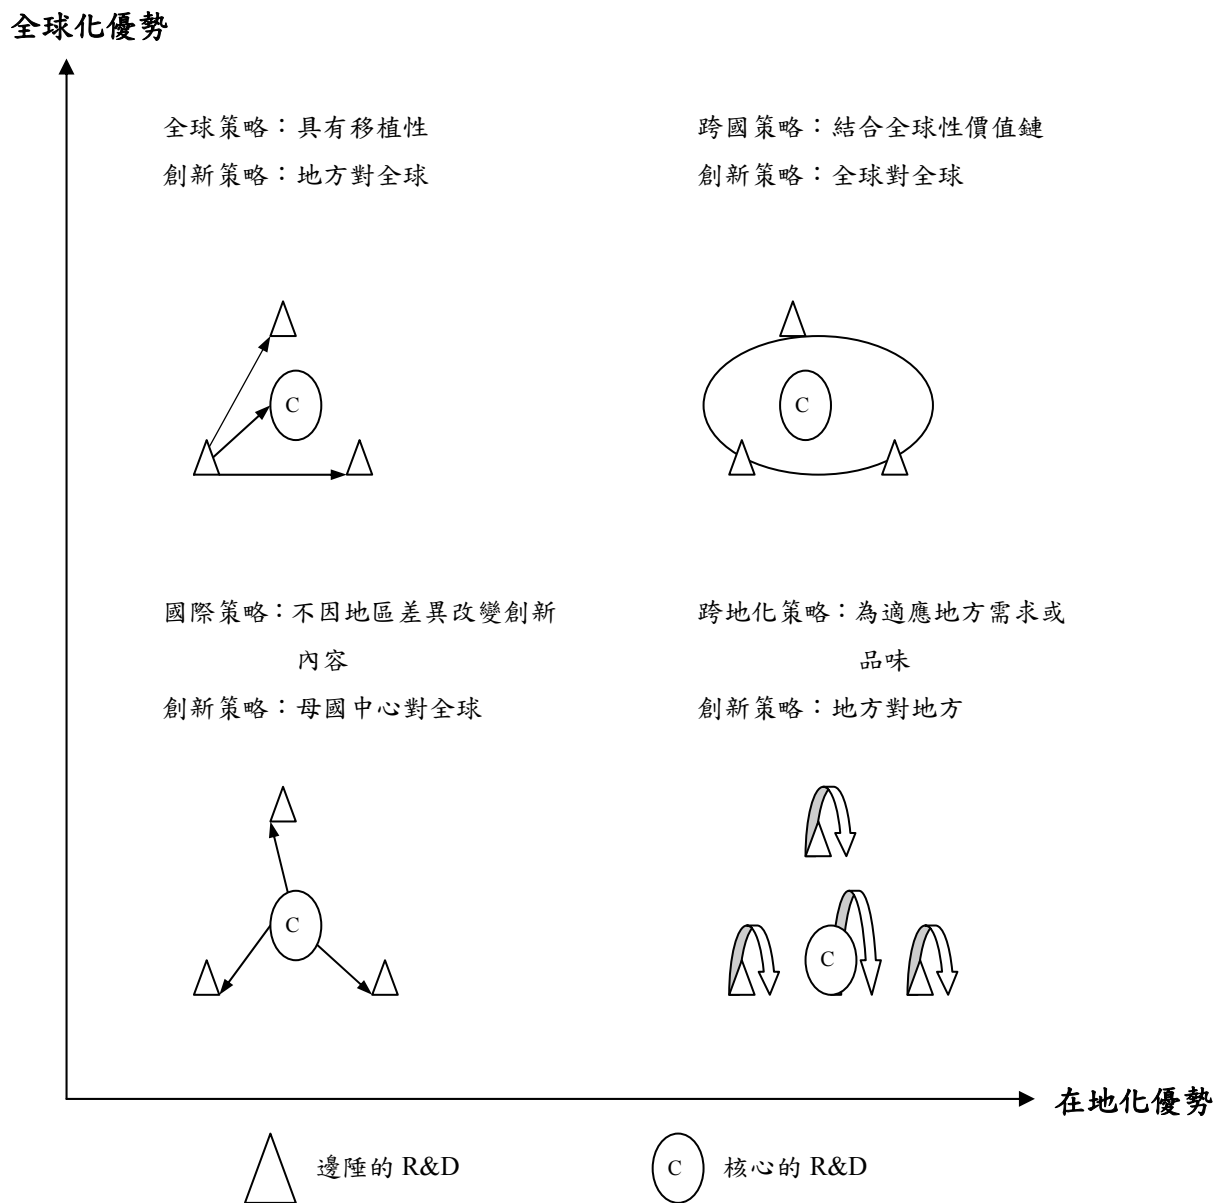 全球化優勢
全球策略：具有移植性
創新策略：地方對全球
跨國策略：結合全球性價值鏈
創新策略：全球對全球
C
C
國際策略：不因地區差異改變創新
內容
創新策略：母國中心對全球
跨地化策略：為適應地方需求或
品味
創新策略：地方對地方
C
C
在地化優勢
邊陲的 R&D
C
核心的 R&D